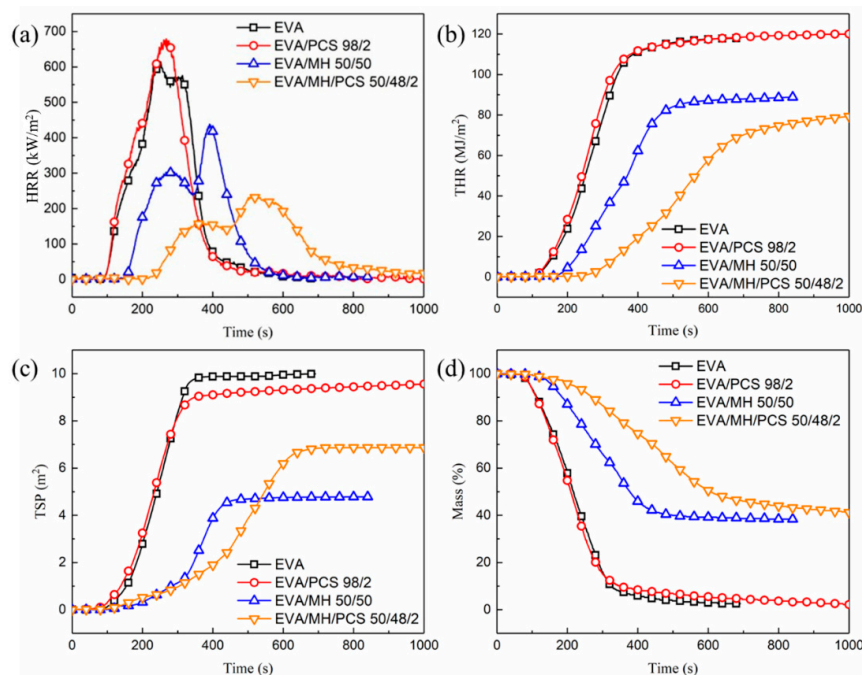 (a)
HRR (kW/m²)
700
600
500
400
300
200
100
0
EVA
EVA/PCS 98/2
EVA/MH 50/50
EVA/MH/PCS 50/48/2
0 200 400 600 800 1000
Time (s)
(b)
THR (MJ/m²)
120
100
80
60
40
20
0
EVA
EVA/PCS 98/2
EVA/MH 50/50
EVA/MH/PCS 50/48/2
0 200 400 600 800 1000
Time (s)
(c)
TSP (m²)
10
8
6
4
2
0
EVA
EVA/PCS 98/2
EVA/MH 50/50
EVA/MH/PCS 50/48/2
0 200 400 600 800 1000
Time (s)
(d)
Mass (%)
100
80
60
40
20
0
EVA
EVA/PCS 98/2
EVA/MH 50/50
EVA/MH/PCS 50/48/2
0 200 400 600 800 1000
Time (s)